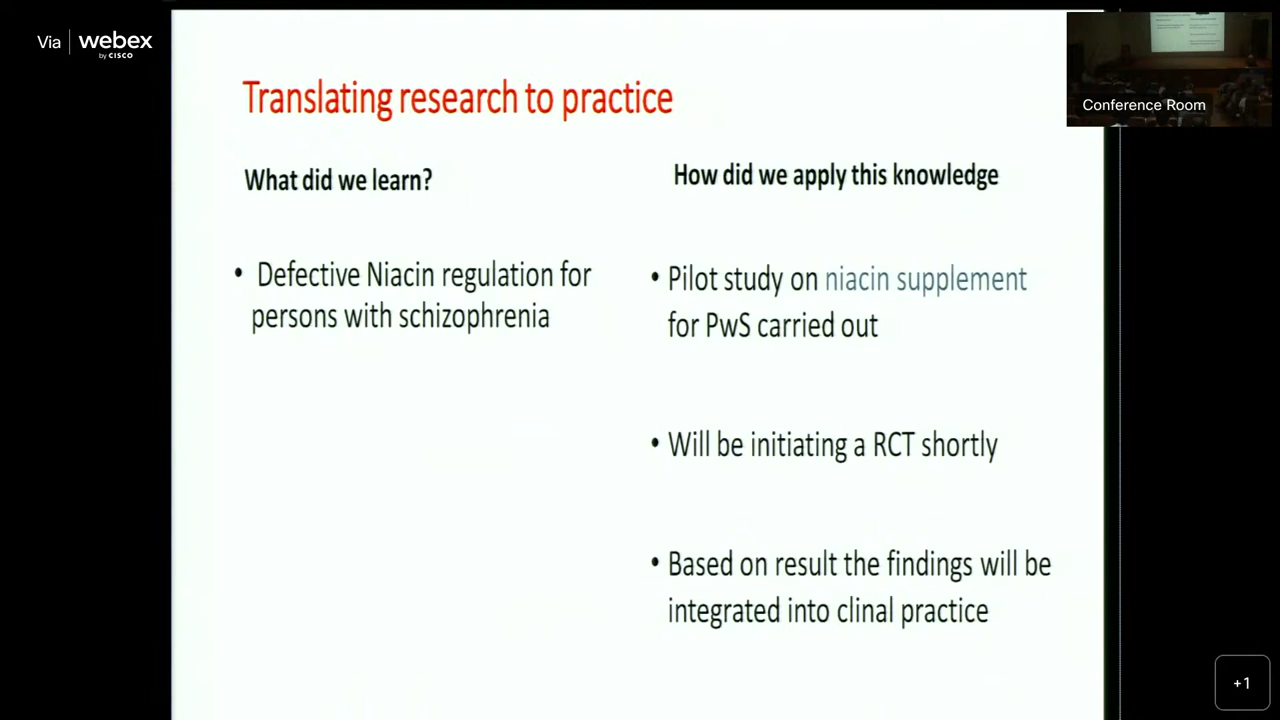 Via webex
by CISCO
Conference Room
Translating research to practice
What did we learn?
• Defective Niacin regulation for
persons with schizophrenia
How did we apply this knowledge
• Pilot study on niacin supplement
for PwS carried out
• Will be initiating a RCT shortly
• Based on result the findings will be
integrated into clinal practice
+1